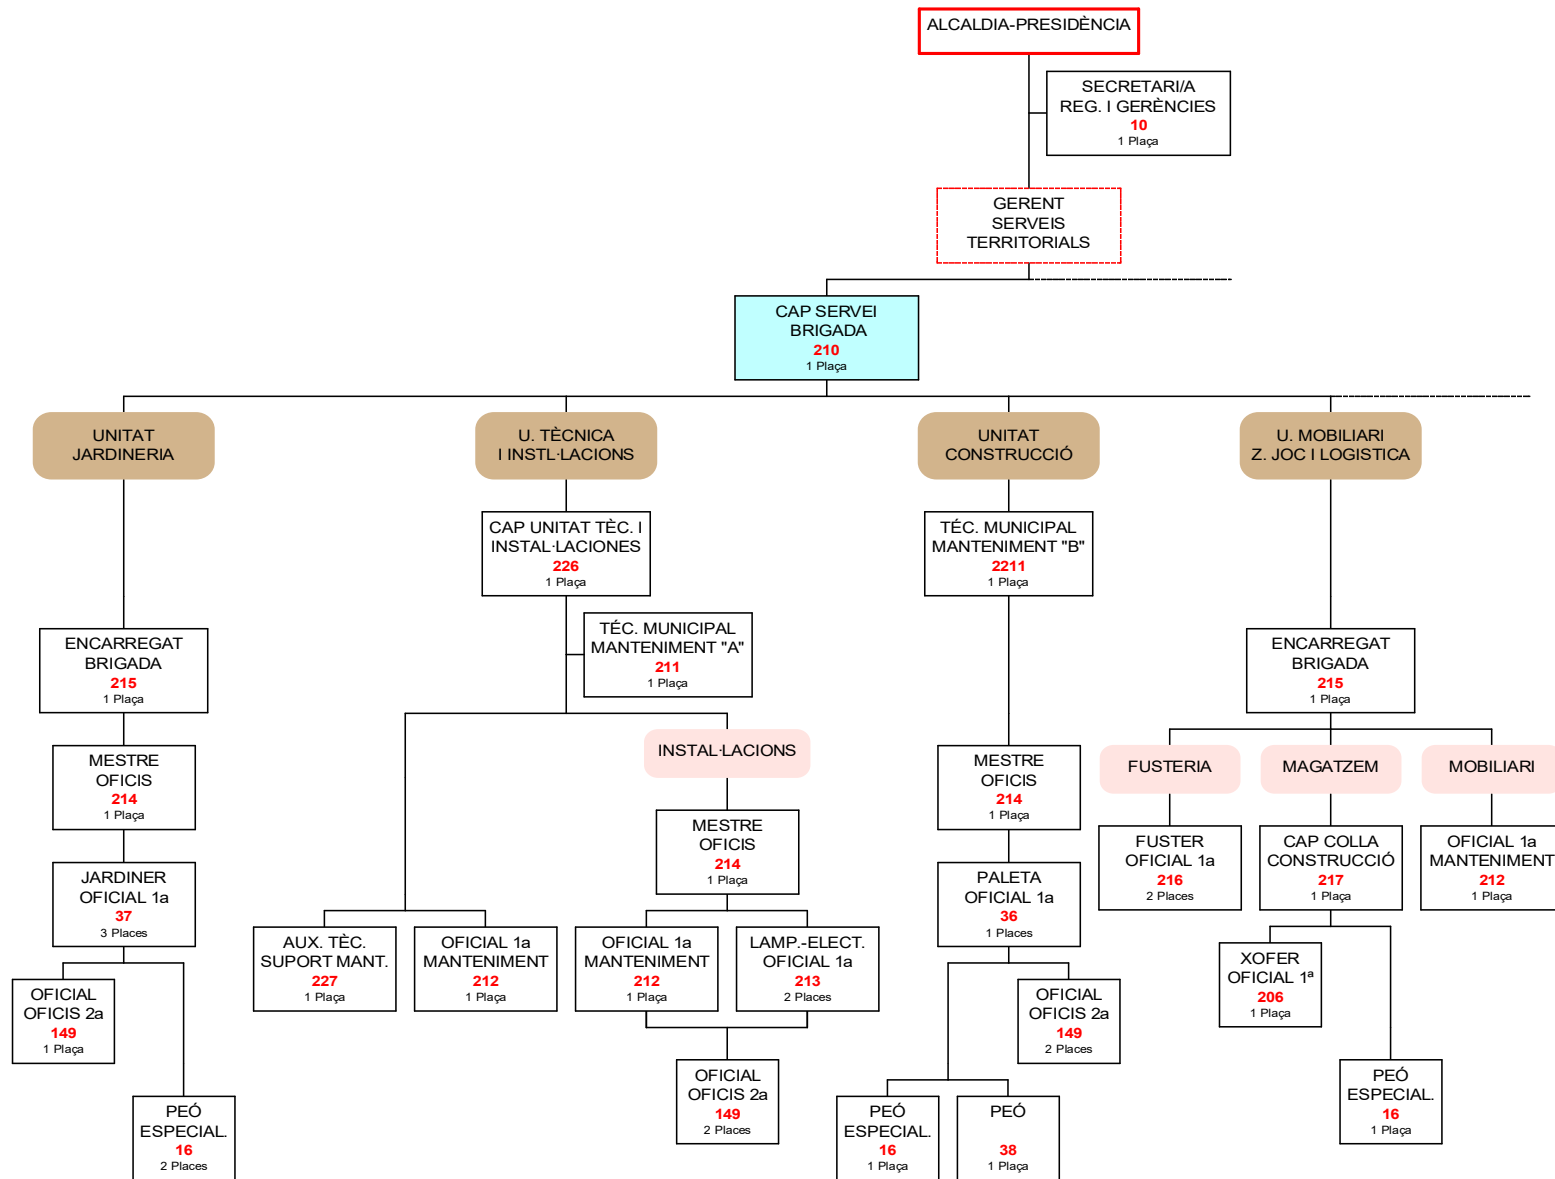 ALCALDIA-PRESIDÈNCIA
SECRETARI/A
REG. I GERÈNCIES
10
1 Plaça
GERENT
SERVEIS
TERRITORIALS
CAP SERVEI
BRIGADA
210
1 Plaça
UNITAT
JARDINERIA
U. TÈCNICA
I INSTL·LACIONS
UNITAT
CONSTRUCCIÓ
U. MOBILIARI
Z. JOC I LOGISTICA
CAP UNITAT TÈC. I
INSTAL·LACIONES
226
1 Plaça
TÉC. MUNICIPAL
MANTENIMENT "B"
2211
1 Plaça
TÉC. MUNICIPAL
MANTENIMENT "A"
211
1 Plaça
ENCARREGAT
BRIGADA
215
1 Plaça
ENCARREGAT
BRIGADA
215
1 Plaça
MESTRE
OFICIS
214
1 Plaça
INSTAL·LACIONS
MESTRE
OFICIS
214
1 Plaça
FUSTERIA
MAGATZEM
MOBILIARI
JARDINER
OFICIAL 1a
37
3 Places
MESTRE
OFICIS
214
1 Plaça
PALETA
OFICIAL 1a
36
1 Places
FUSTER
OFICIAL 1a
216
2 Places
CAP COLLA
CONSTRUCCIÓ
217
1 Plaça
OFICIAL 1a
MANTENIMENT
212
1 Plaça
AUX. TÈC.
SUPORT MANT.
227
1 Plaça
OFICIAL 1a
MANTENIMENT
212
1 Plaça
OFICIAL 1a
MANTENIMENT
212
1 Plaça
LAMP.-ELECT.
OFICIAL 1a
213
2 Places
XOFER
OFICIAL 1ª
206
1 Plaça
OFICIAL
OFICIS 2a
149
1 Plaça
OFICIAL
OFICIS 2a
149
2 Places
OFICIAL
OFICIS 2a
149
2 Places
PEÓ
ESPECIAL.
16
1 Plaça
PEÓ
ESPECIAL.
16
2 Places
PEÓ
ESPECIAL.
16
1 Plaça
PEÓ
38
1 Plaça